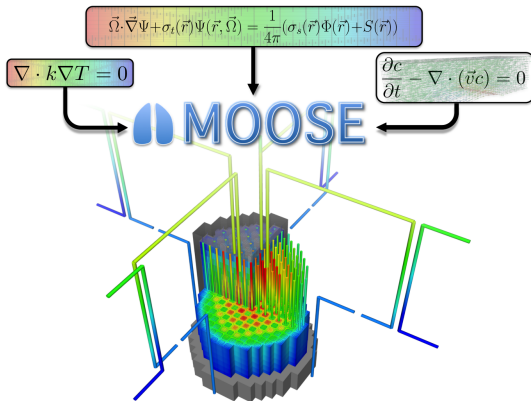 $\vec{\Omega}\cdot\vec{\nabla}\Psi+\sigma_t(\vec{r})\Psi(\vec{r},\vec{\Omega})=\frac{1}{4\pi}(\sigma_s(\vec{r})\Phi(\vec{r})+S(\vec{r}))$
$\nabla\cdot k\nabla T=0$
$\frac{\partial c}{\partial t}-\nabla\cdot(\vec{v}c)=0$
MOOSE